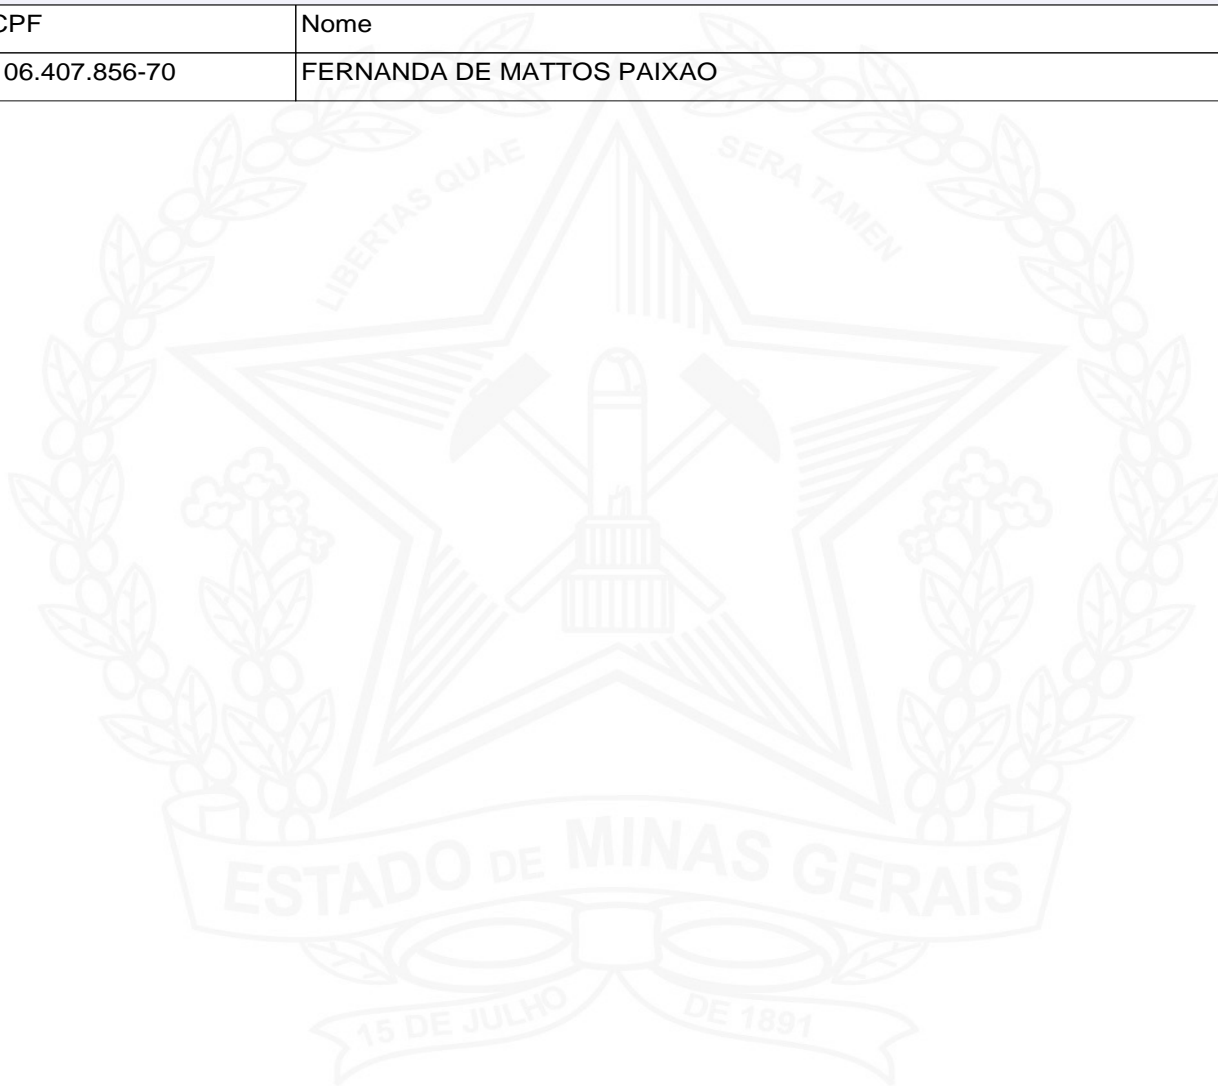 CPF Nome
06.407.856-70 FERNANDA DE MATTOS PAIXAO
LIBERTAS QUAE SERA TAMEN
ESTADO DE MINAS GERAIS
15 DE JULHO DE 1891